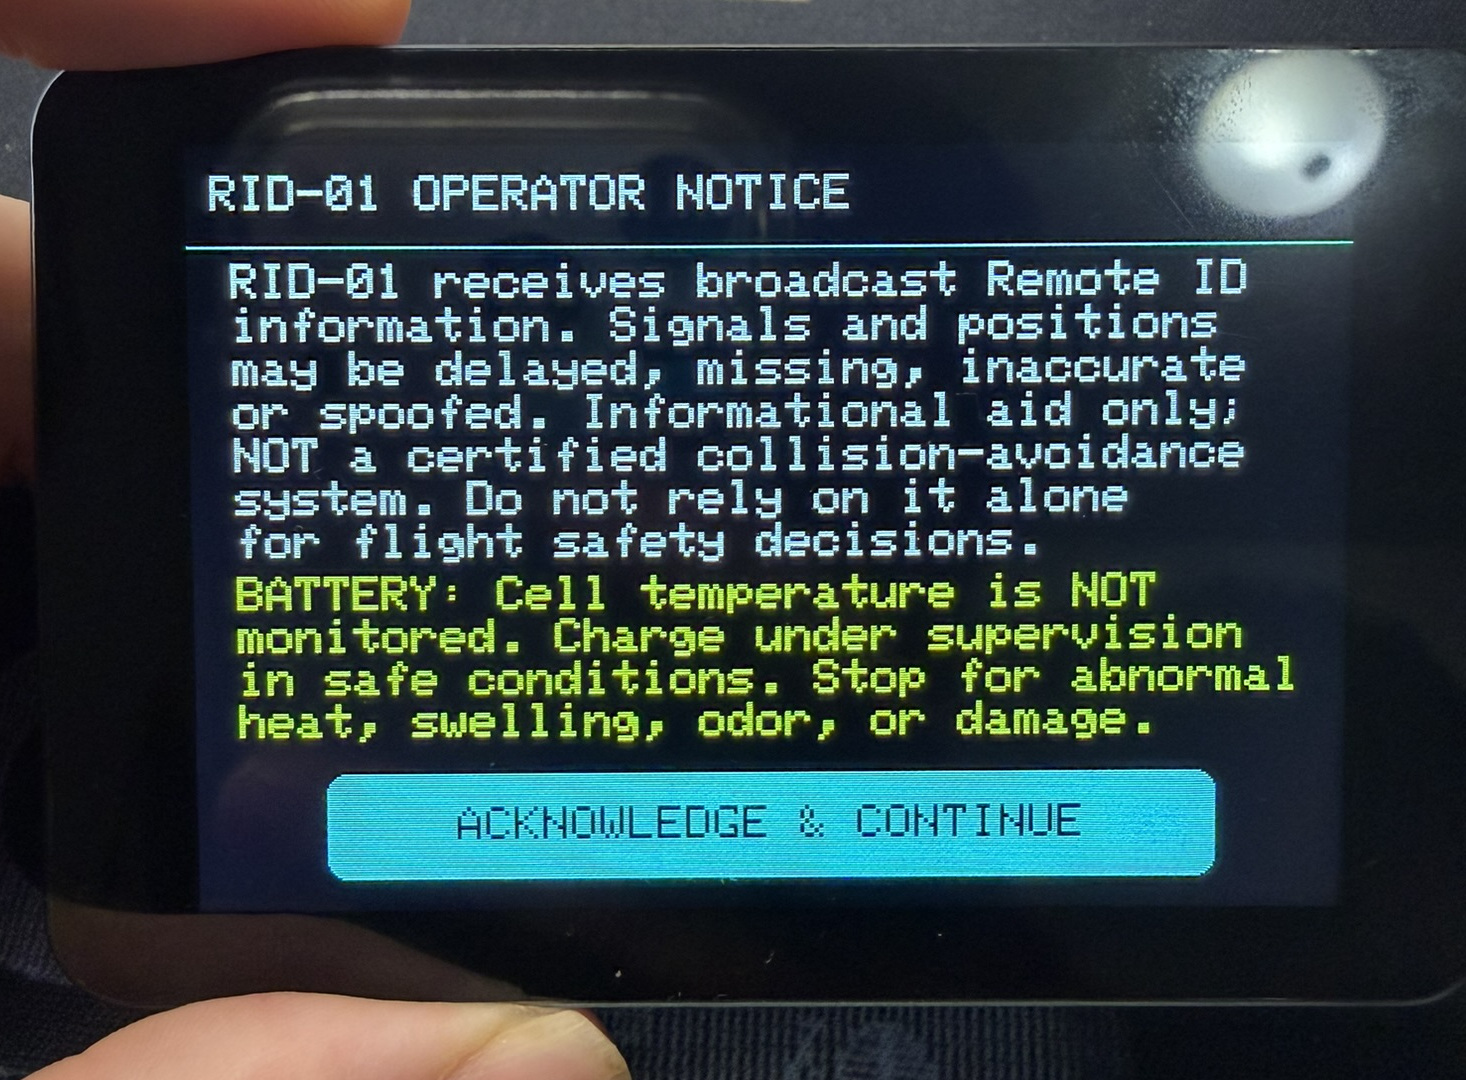 RID-01 OPERATOR NOTICE
RID-01 receives broadcast Remote ID
information. Signals and positions
may be delayed, missing, inaccurate
or spoofed. Informational aid only;
NOT a certified collision-avoidance
system. Do not rely on it alone
for flight safety decisions.
BATTERY: Cell temperature is NOT
monitored. Charge under supervision
in safe conditions. Stop for abnormal
heat, swelling, odor, or damage.
ACKNOWLEDGE & CONTINUE